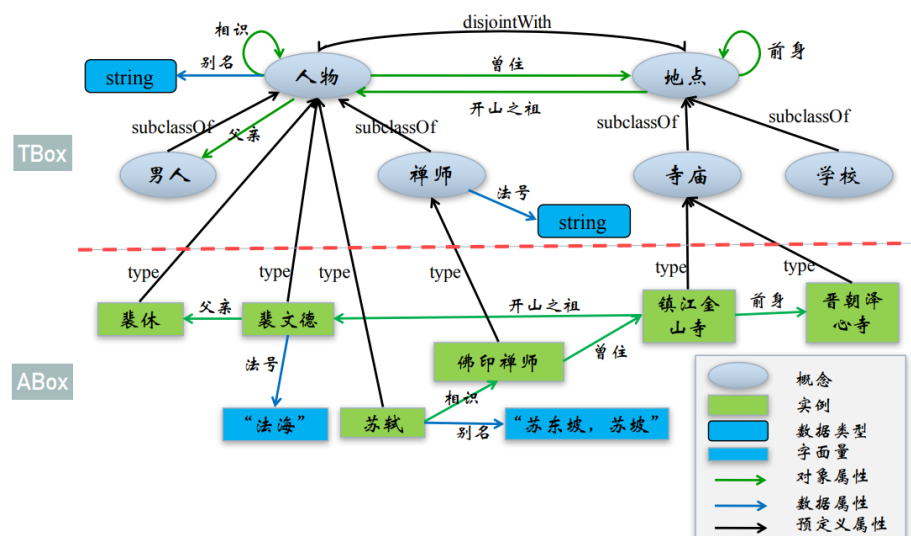 disjointWith
相识
别名
string
人物
曾住
地点
前身
开山之祖
subclassOf
父亲
subclassOf
subclassOf
subclassOf
TBox
男人
禅师
寺庙
学校
法号
string
type
type
type
type
type
type
裴休
父亲
裴文德
开山之祖
镇江金
山寺
前身
晋朝泽
心寺
法号
佛印禅师
曾住
ABox
相识
“法海”
苏轼
别名
“苏东坡，苏坡”
概念
实例
数据类型
字面量
对象属性
数据属性
预定义属性